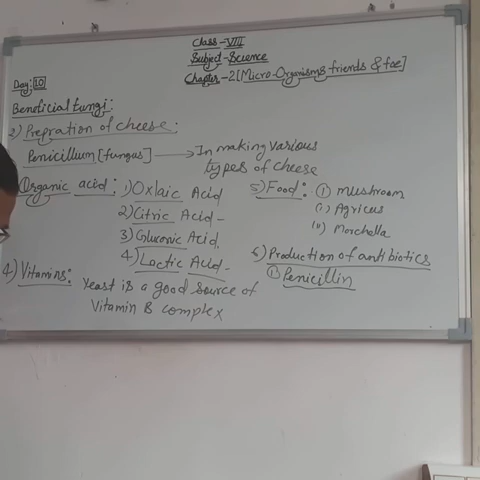 Class - VIII
Subject - Science
Chapter - 2 [Micro-Organisms friends & foe]
Day: 10
Beneficial fungi:
2) Prepration of cheese:
Penicillum [fungus] → In making various types of cheese
Organic acid: 1) Oxlaic Acid
2) Citric Acid -
3) Gluconic Acid
4) Lactic Acid -
4) Vitamins: Yeast is a good source of
Vitamin B complex
5) Food: (i) mushroom
(i) Agricus
(ii) Morchella
6) Production of antibiotics
(i) Penicillin